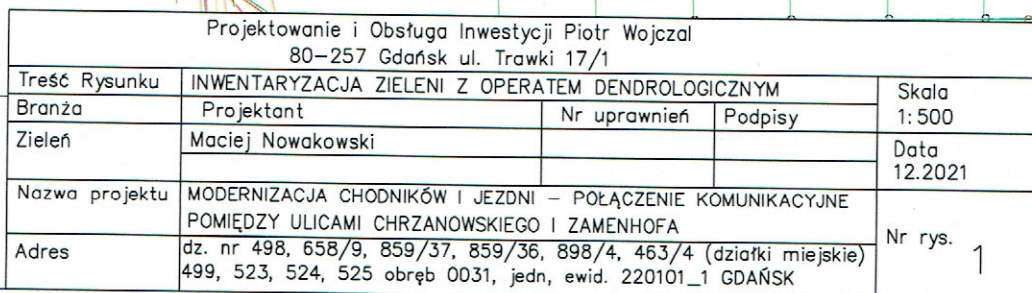 Projektowanie i Obsługa Inwestycji Piotr Wojczal
80-257 Gdańsk ul. Trawki 17/1
Treść Rysunku INWENTARYZACJA ZIELENI Z OPERATEM DENDROLOGICZNYM
Skala
1:500
Branża Projektant Nr uprawnień Podpisy
Zieleń Maciej Nowakowski
Data
12.2021
Nazwa projektu MODERNIZACJA CHODNIKÓW I JEZDNI – POŁĄCZENIE KOMUNIKACYJNE
POMIĘDZY ULICAMI CHRZANOWSKIEGO I ZAMENHOFA
Nr rys. 1
Adres dz. nr 498, 658/9, 859/37, 859/36, 898/4, 463/4 (działki miejskie)
499, 523, 524, 525 obręb 0031, jedn, ewid. 220101_1 GDAŃSK